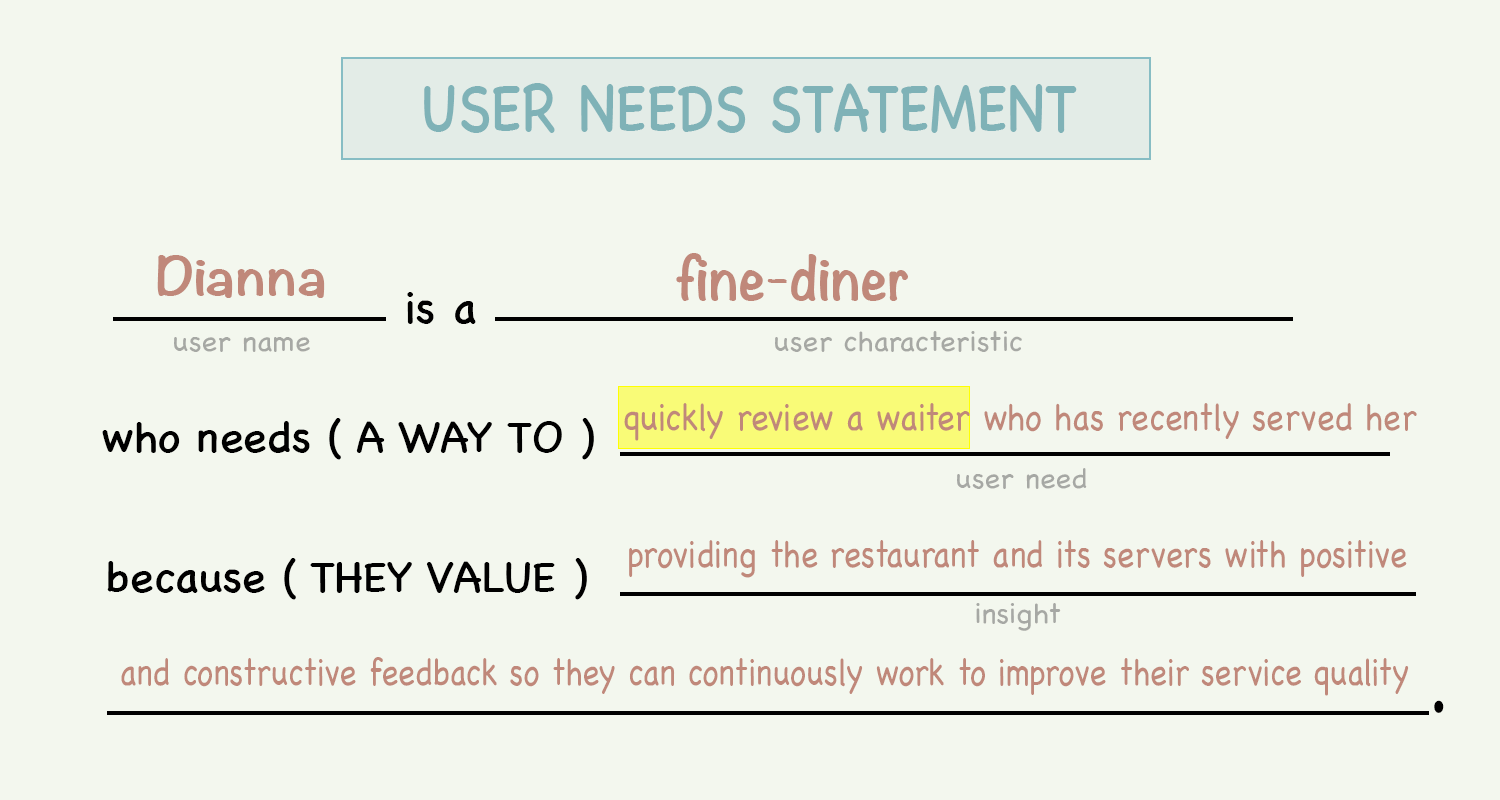 USER NEEDS STATEMENT
Dianna is a fine-diner
user name user characteristic
who needs ( A WAY TO ) quickly review a waiter who has recently served her
user need
because ( THEY VALUE ) providing the restaurant and its servers with positive
insight
and constructive feedback so they can continuously work to improve their service quality.